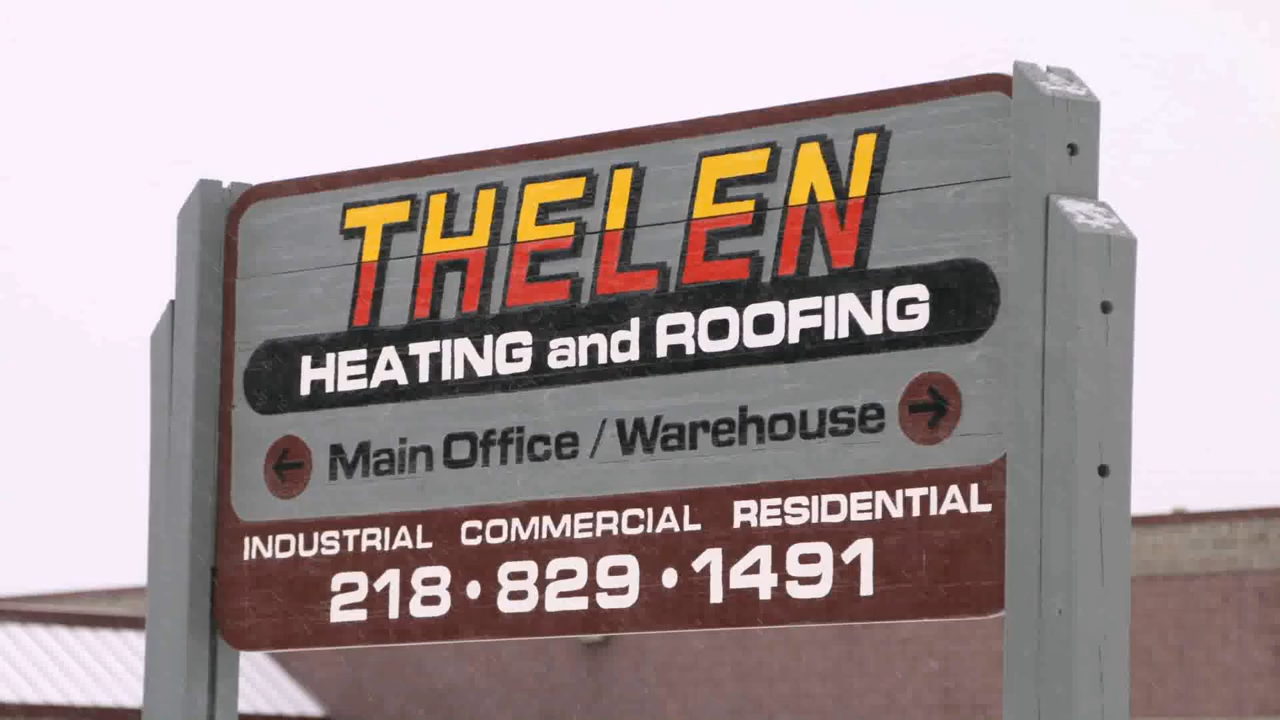 THELEN
HEATING and ROOFING
← Main Office / Warehouse →
INDUSTRIAL COMMERCIAL RESIDENTIAL
218·829·1491